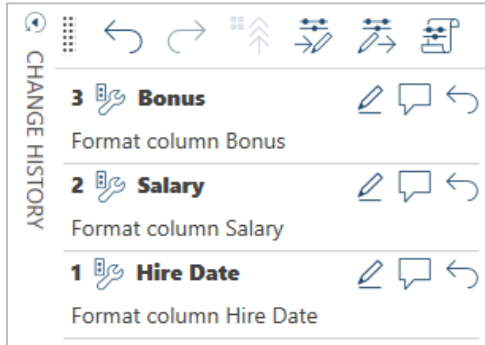 CHANGE HISTORY
3 Bonus
Format column Bonus
2 Salary
Format column Salary
1 Hire Date
Format column Hire Date